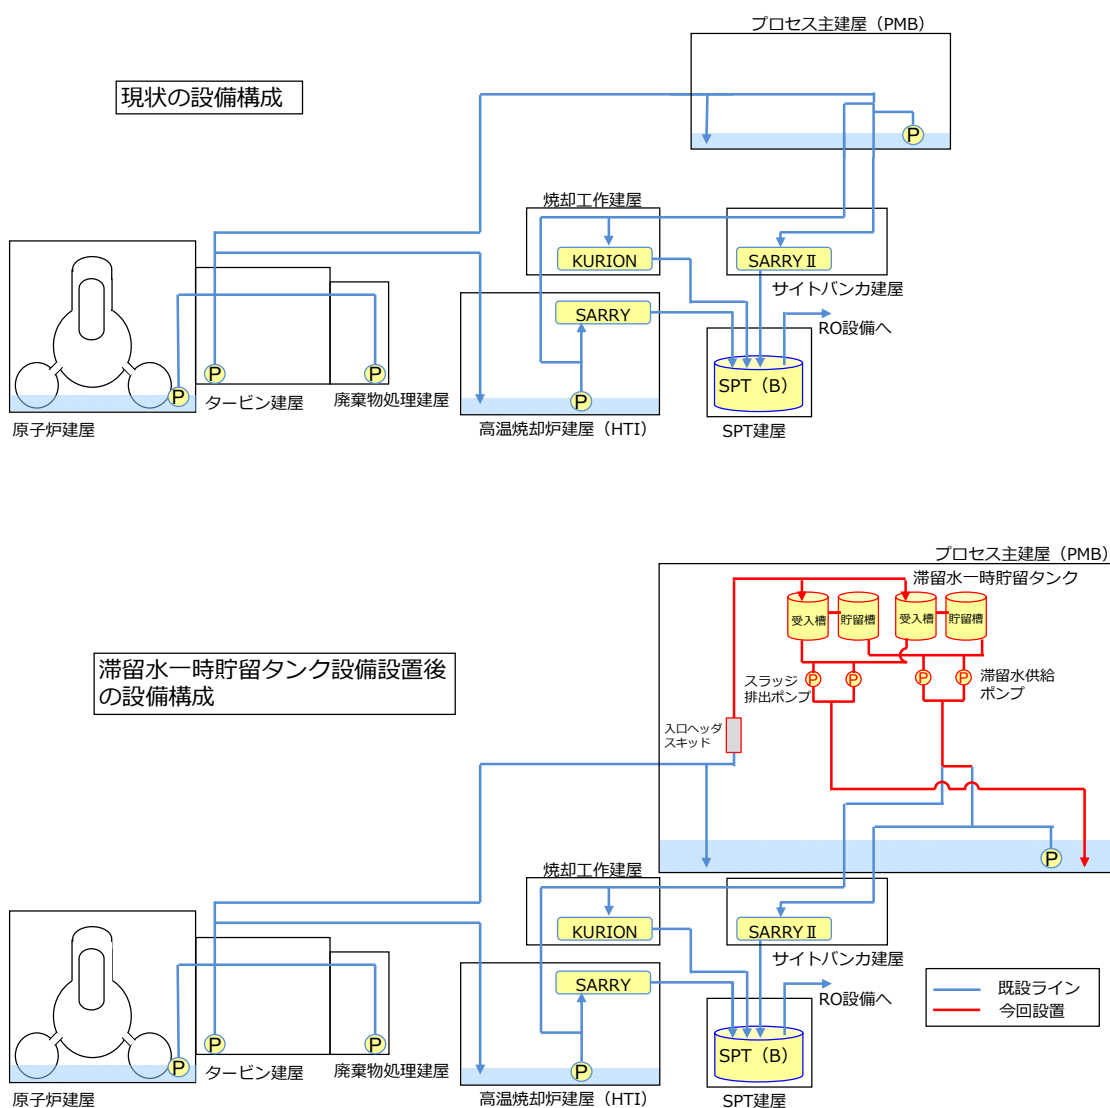 プロセス主建屋（PMB）
現状の設備構成
P
焼却工作建屋
KURION
SARRYⅡ
サイトバンカ建屋
SARRY
RO設備へ
P
P
P
P
SPT（B）
タービン建屋
廃棄物処理建屋
原子炉建屋
高温焼却炉建屋（HTI）
SPT建屋
プロセス主建屋（PMB）
滞留水一時貯留タンク
受入槽
貯留槽
受入槽
貯留槽
滞留水一時貯留タンク設備設置後
の設備構成
スラッジ
排出ポンプ
P
P
P
P
滞留水供給
ポンプ
入口ヘッダ
スキッド
P
焼却工作建屋
KURION
SARRYⅡ
サイトバンカ建屋
SARRY
RO設備へ
既設ライン
今回設置
P
P
P
P
SPT（B）
タービン建屋
廃棄物処理建屋
原子炉建屋
高温焼却炉建屋（HTI）
SPT建屋